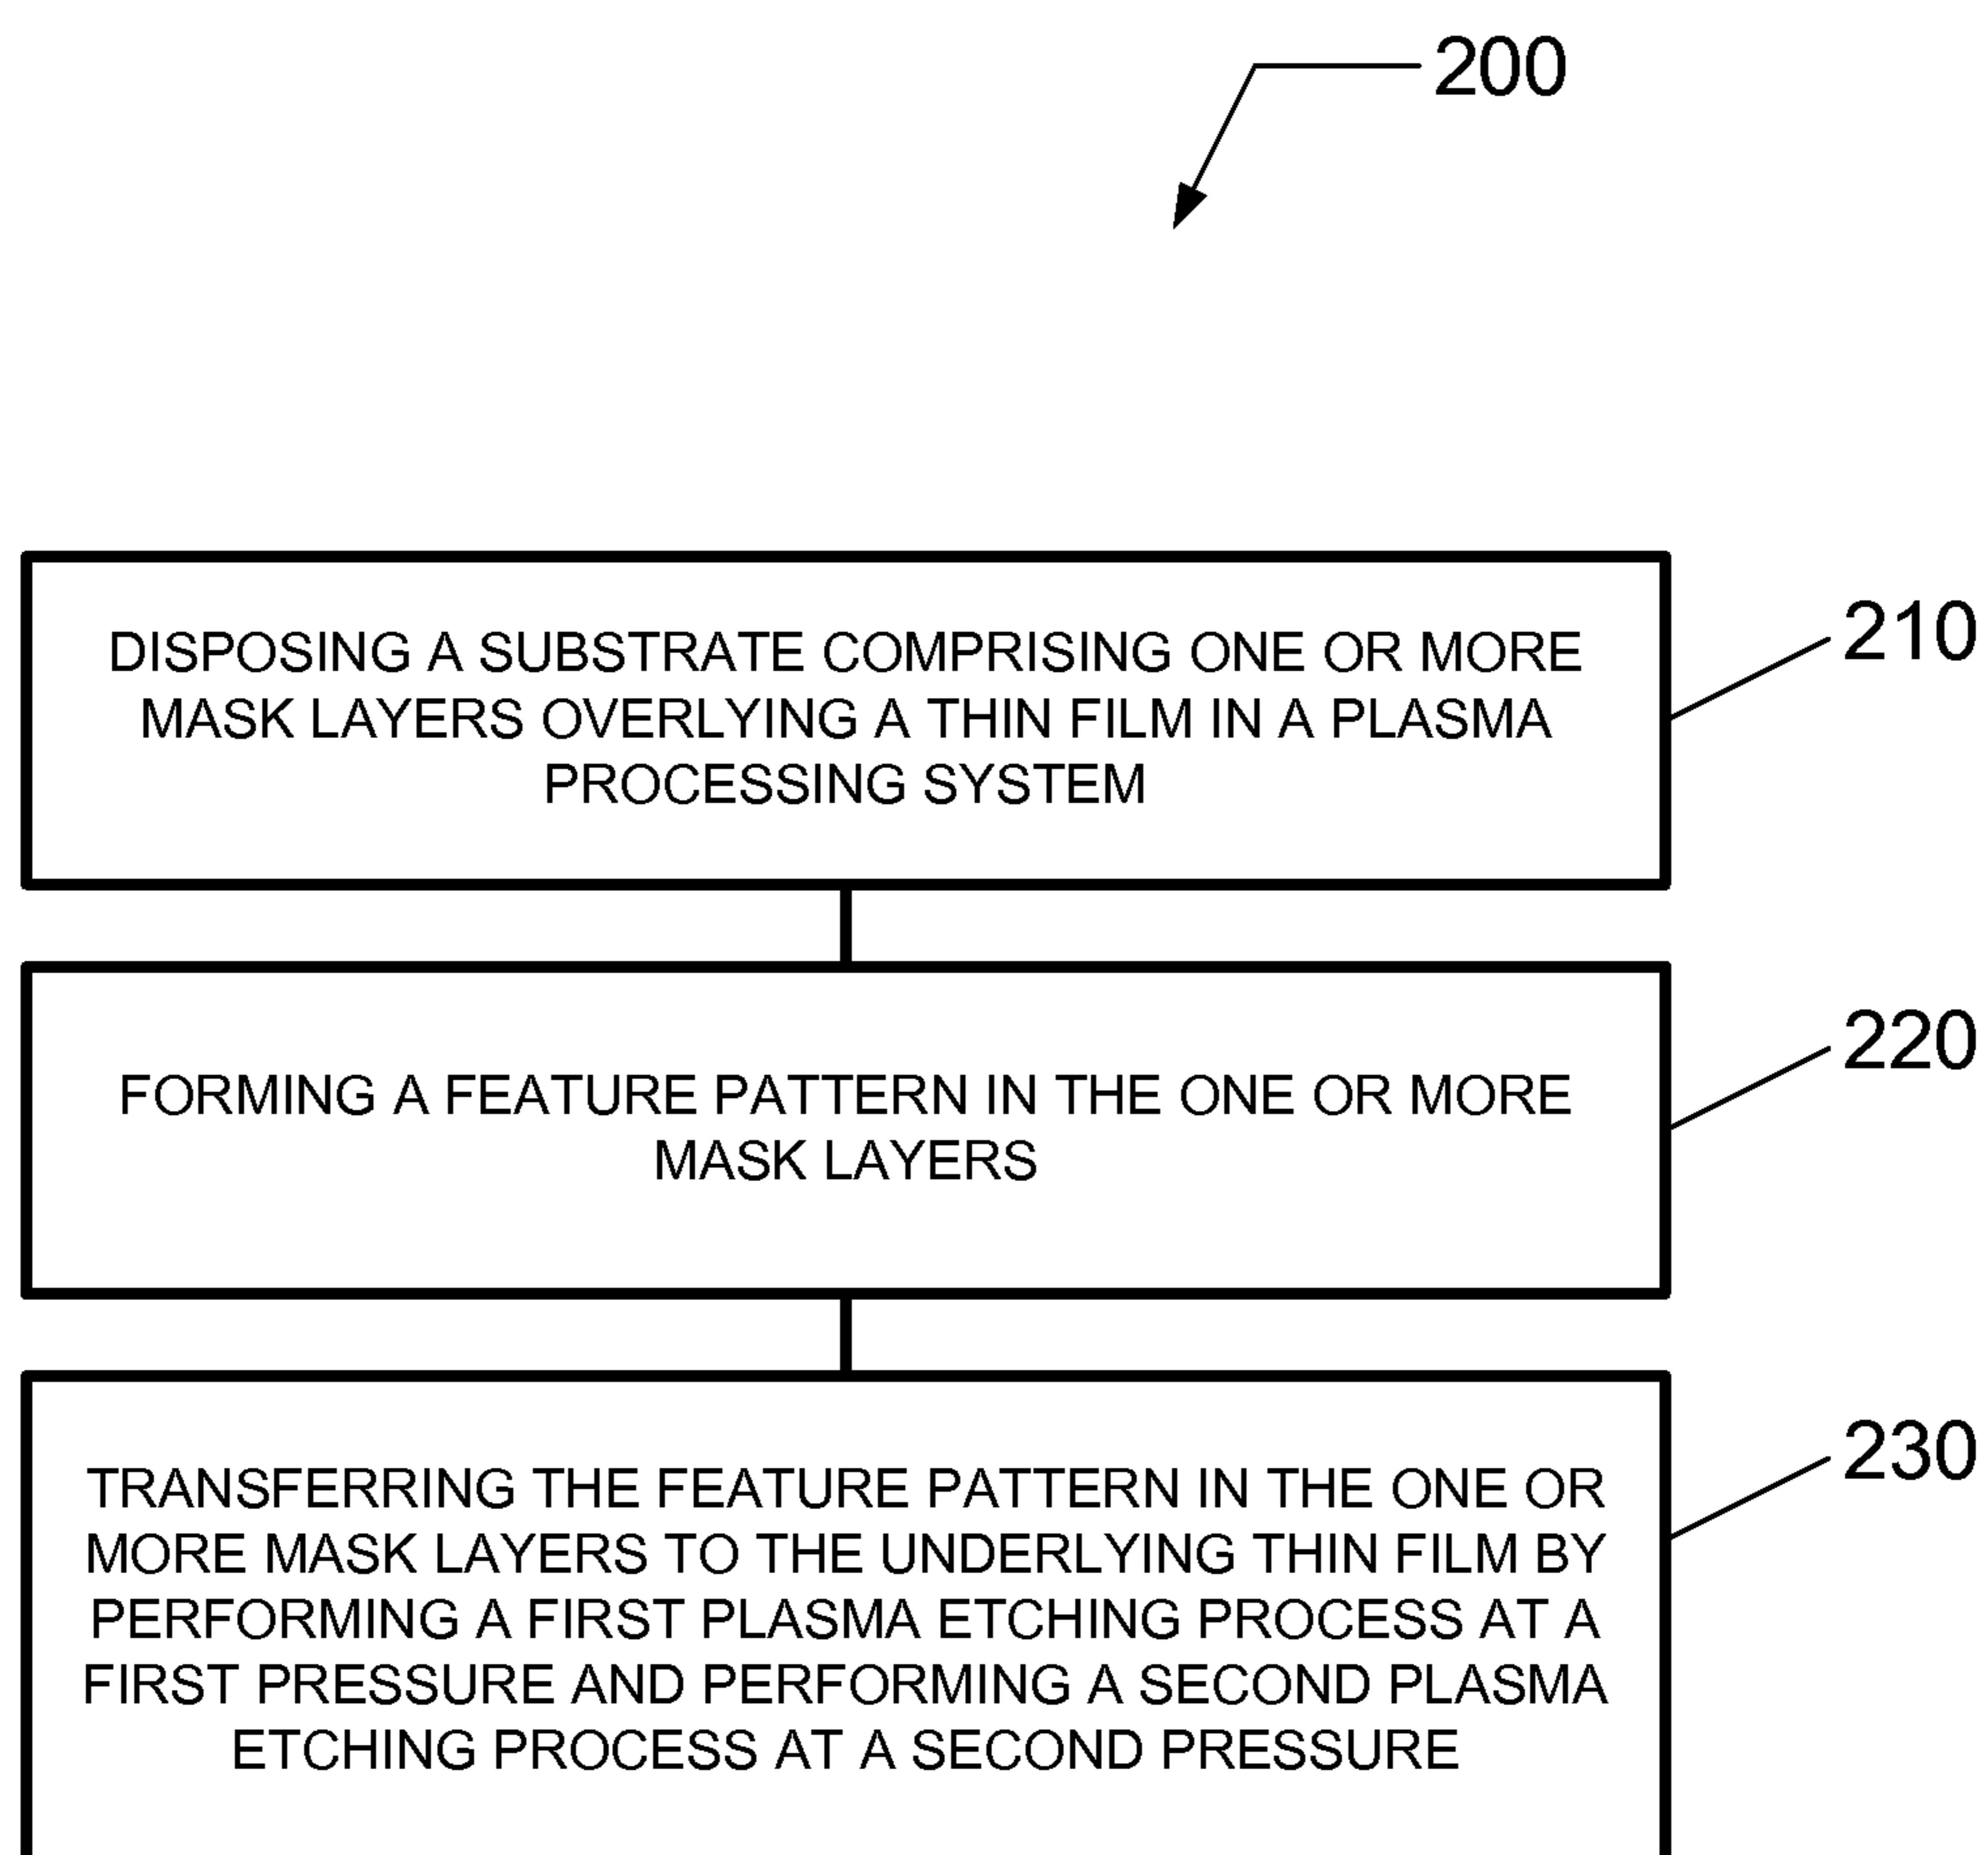 200
DISPOSING A SUBSTRATE COMPRISING ONE OR MORE
MASK LAYERS OVERLYING A THIN FILM IN A PLASMA
PROCESSING SYSTEM
210
FORMING A FEATURE PATTERN IN THE ONE OR MORE
MASK LAYERS
220
TRANSFERRING THE FEATURE PATTERN IN THE ONE OR
MORE MASK LAYERS TO THE UNDERLYING THIN FILM BY
PERFORMING A FIRST PLASMA ETCHING PROCESS AT A
FIRST PRESSURE AND PERFORMING A SECOND PLASMA
ETCHING PROCESS AT A SECOND PRESSURE
230